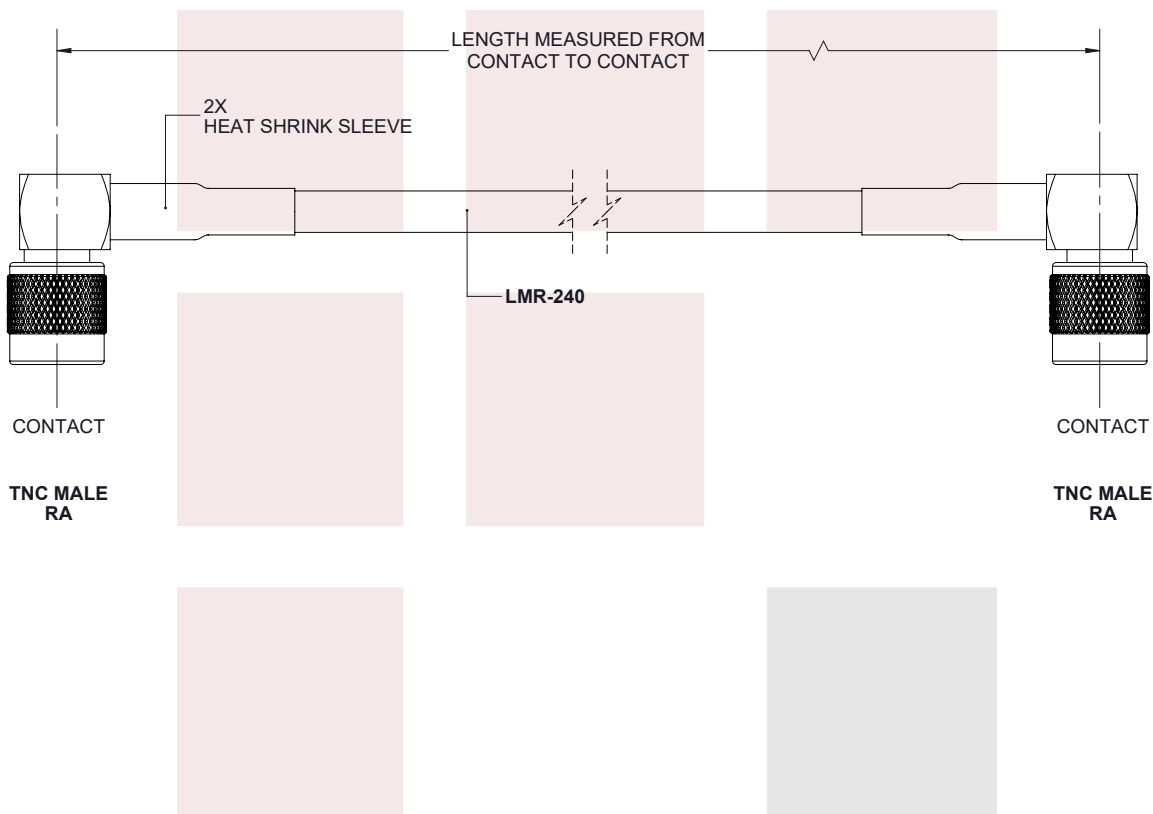 LENGTH MEASURED FROM
CONTACT TO CONTACT
2X
HEAT SHRINK SLEEVE
LMR-240
CONTACT
CONTACT
TNC MALE
RA
TNC MALE
RA